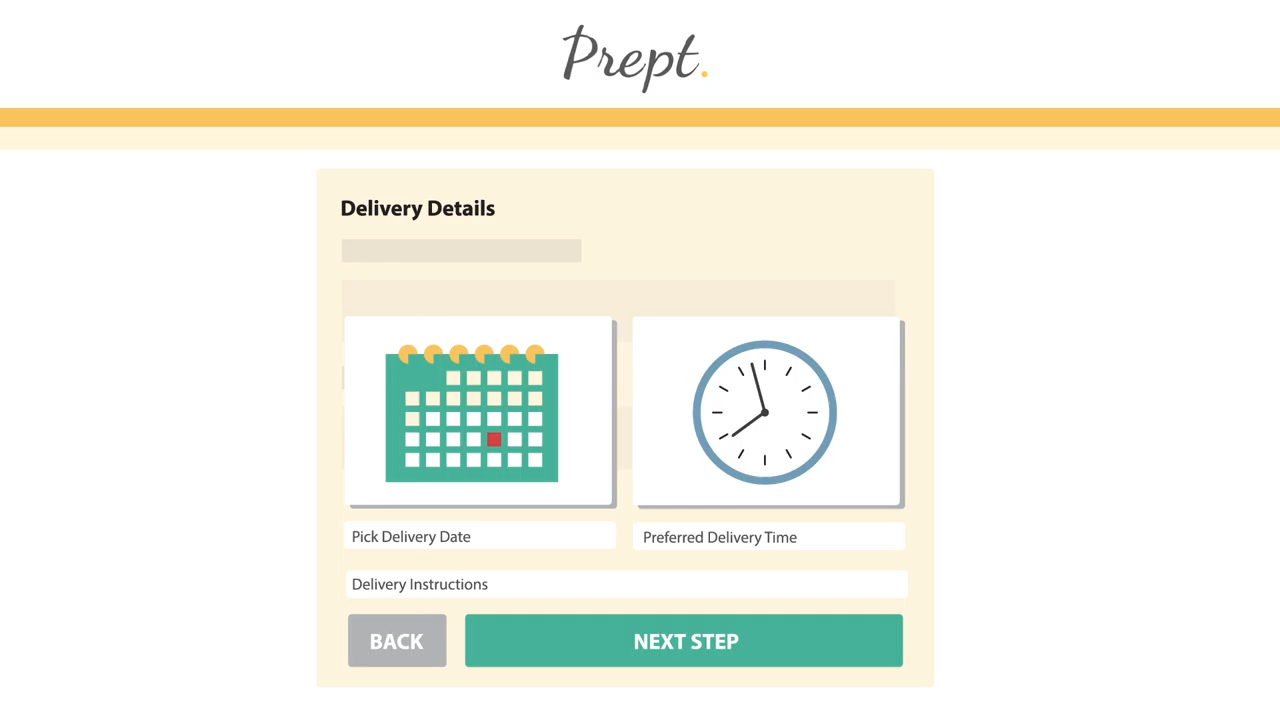 Prept.
Delivery Details
Pick Delivery Date
Preferred Delivery Time
Delivery Instructions
BACK
NEXT STEP